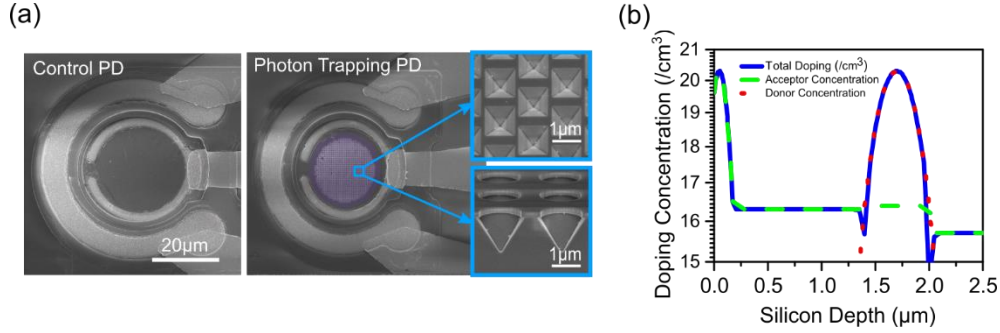 (a)
Control PD
20μm
Photon Trapping PD
1μm
1μm
(b)
Doping Concentration (/cm³)
21
20
19
18
17
16
15
Total Doping (/cm³)
Acceptor Concentration
Donor Concentration
0.0 0.5 1.0 1.5 2.0 2.5
Silicon Depth (μm)